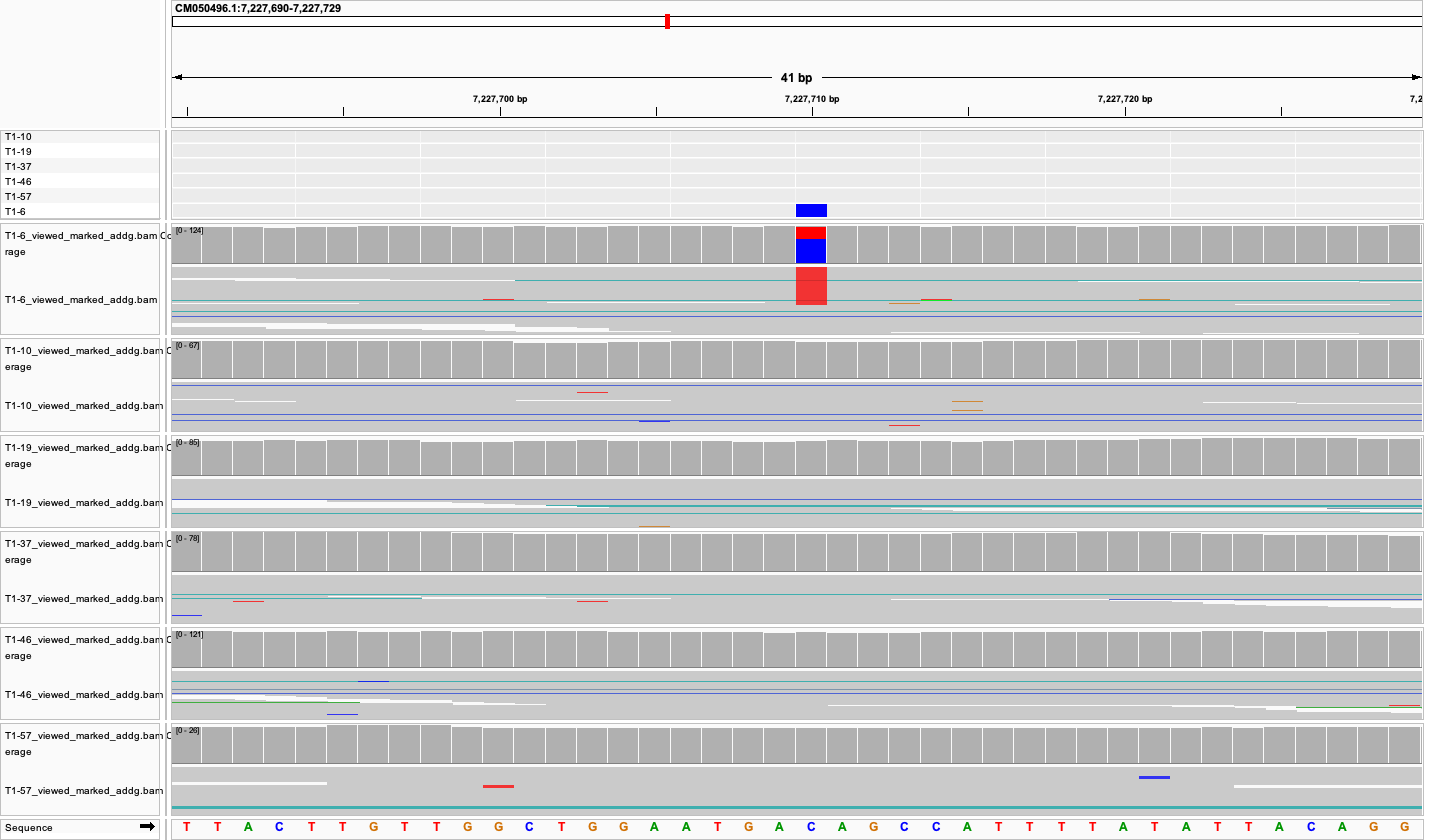 CM050496.1:7,227,690-7,227,729
41 bp
7,227,700 bp 7,227,710 bp 7,227,720 bp 7,2
T1-10
T1-19
T1-37
T1-46
T1-57
T1-6
T1-6_viewed_marked_addg.bam Co
rage
[0 - 124]
T1-6_viewed_marked_addg.bam
T1-10_viewed_marked_addg.bam C
erage
[0 - 67]
T1-10_viewed_marked_addg.bam
T1-19_viewed_marked_addg.bam C
erage
[0 - 85]
T1-19_viewed_marked_addg.bam
T1-37_viewed_marked_addg.bam C
erage
[0 - 78]
T1-37_viewed_marked_addg.bam
T1-46_viewed_marked_addg.bam C
erage
[0 - 121]
T1-46_viewed_marked_addg.bam
T1-57_viewed_marked_addg.bam C
erage
[0 - 26]
T1-57_viewed_marked_addg.bam
Sequence T T A C T T G T T G G C T G G A A T G A C A G C C A T T T T A T A T T A C A G G